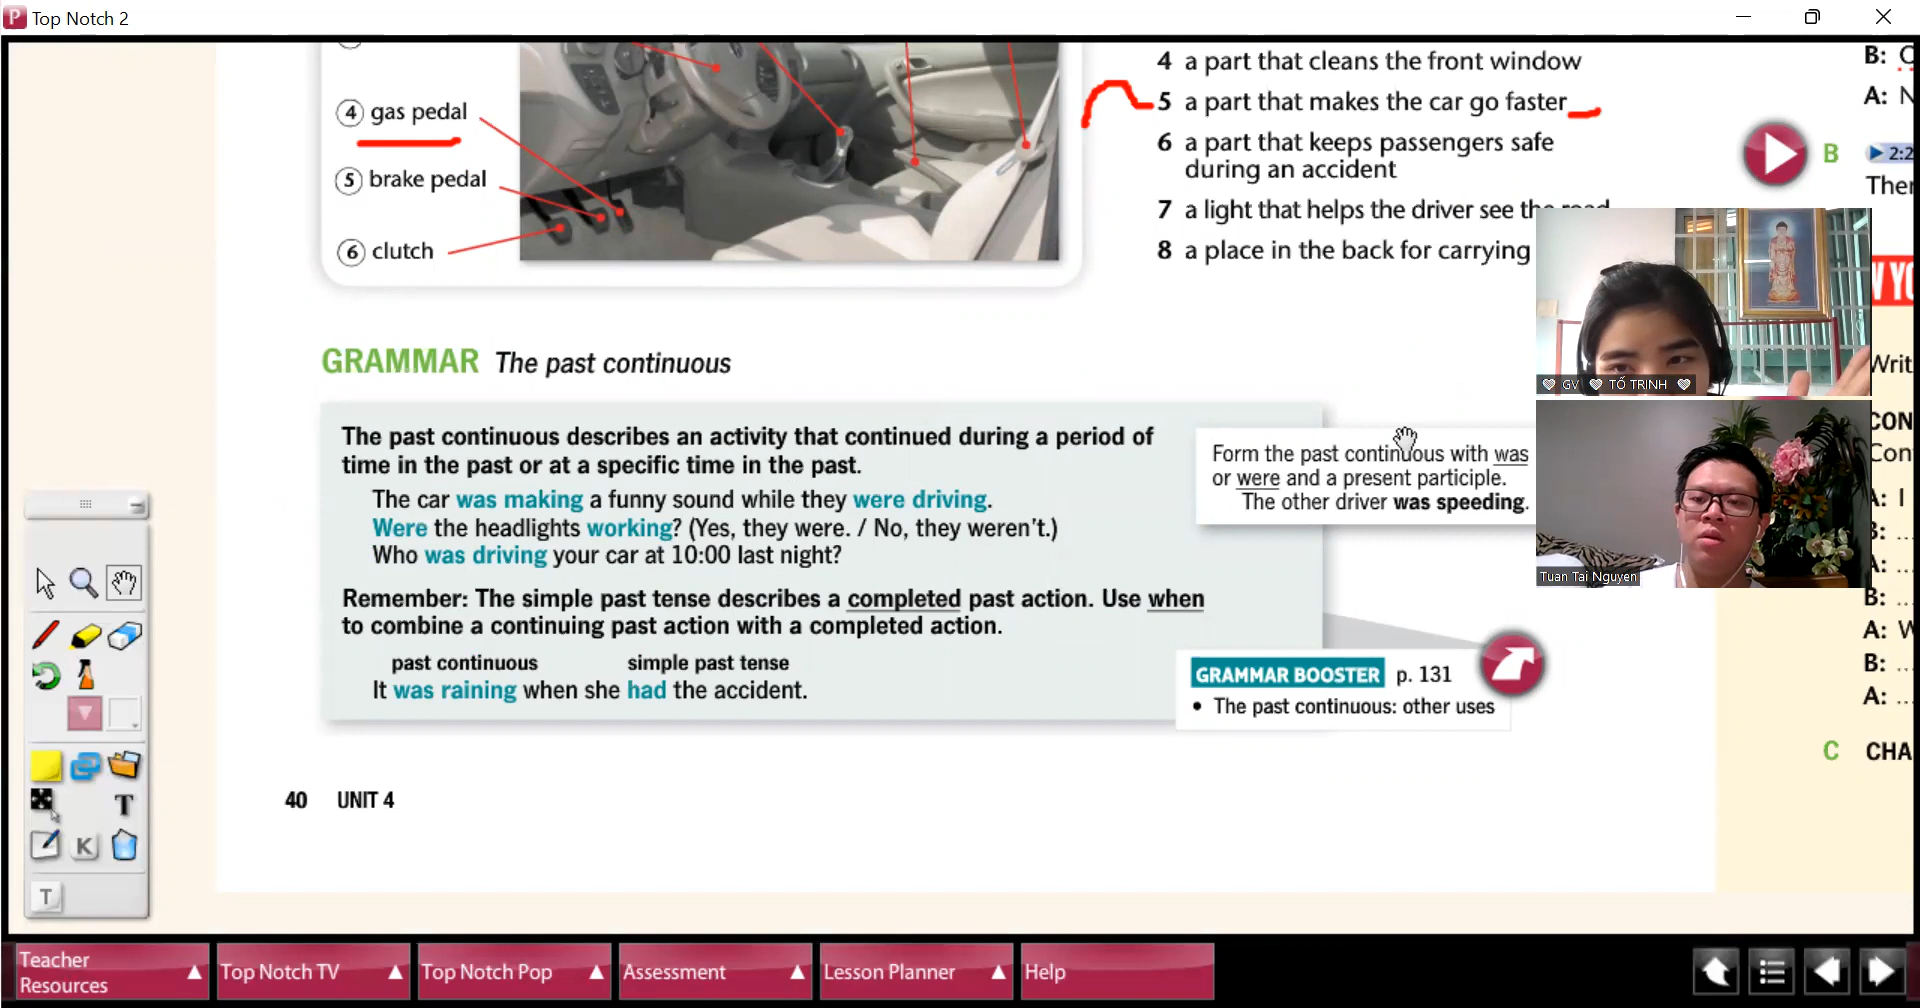 Top Notch 2
4 gas pedal
5 brake pedal
6 clutch
4 a part that cleans the front window
5 a part that makes the car go faster
6 a part that keeps passengers safe
during an accident
7 a light that helps the driver see the road
8 a place in the back for carrying
B:
A: N
B 2:2
Ther
GV TỐ TRINH
Tuan Tai Nguyen
GRAMMAR The past continuous
The past continuous describes an activity that continued during a period of
time in the past or at a specific time in the past.
The car was making a funny sound while they were driving.
Were the headlights working? (Yes, they were. / No, they weren't.)
Who was driving your car at 10:00 last night?
Remember: The simple past tense describes a completed past action. Use when
to combine a continuing past action with a completed action.
past continuous simple past tense
It was raining when she had the accident.
Form the past continuous with was
or were and a present participle.
The other driver was speeding.
GRAMMAR BOOSTER p. 131
• The past continuous: other uses
W YO
Writ
CON
Con
A: I
B: ...
A: ...
B: ...
A: W
B: ...
A: ...
C CHA
40 UNIT 4
T
K
T
Teacher
Resources
Top Notch TV
Top Notch Pop
Assessment
Lesson Planner
Help